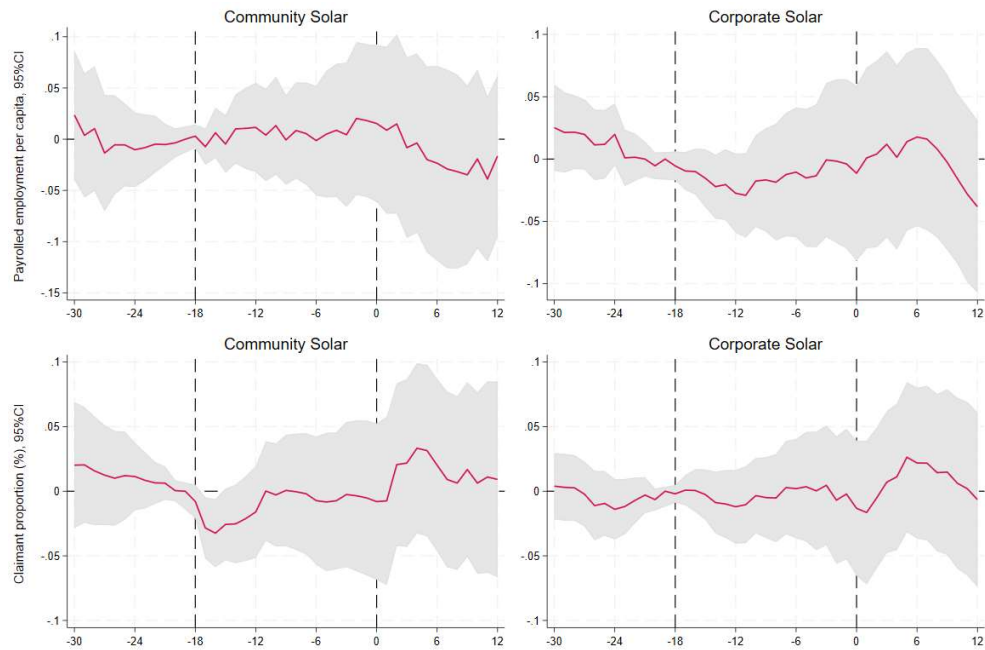 Community Solar
Corporate Solar
Payrolled employment per capita, 95%CI
.1
.05
0
-.05
-.1
-.15
-30 -24 -18 -12 -6 0 6 12
.1
.05
0
-.05
-.1
-30 -24 -18 -12 -6 0 6 12
Community Solar
Corporate Solar
Claimant proportion (%), 95%CI
.1
.05
0
-.05
-.1
-30 -24 -18 -12 -6 0 6 12
.1
.05
0
-.05
-.1
-30 -24 -18 -12 -6 0 6 12